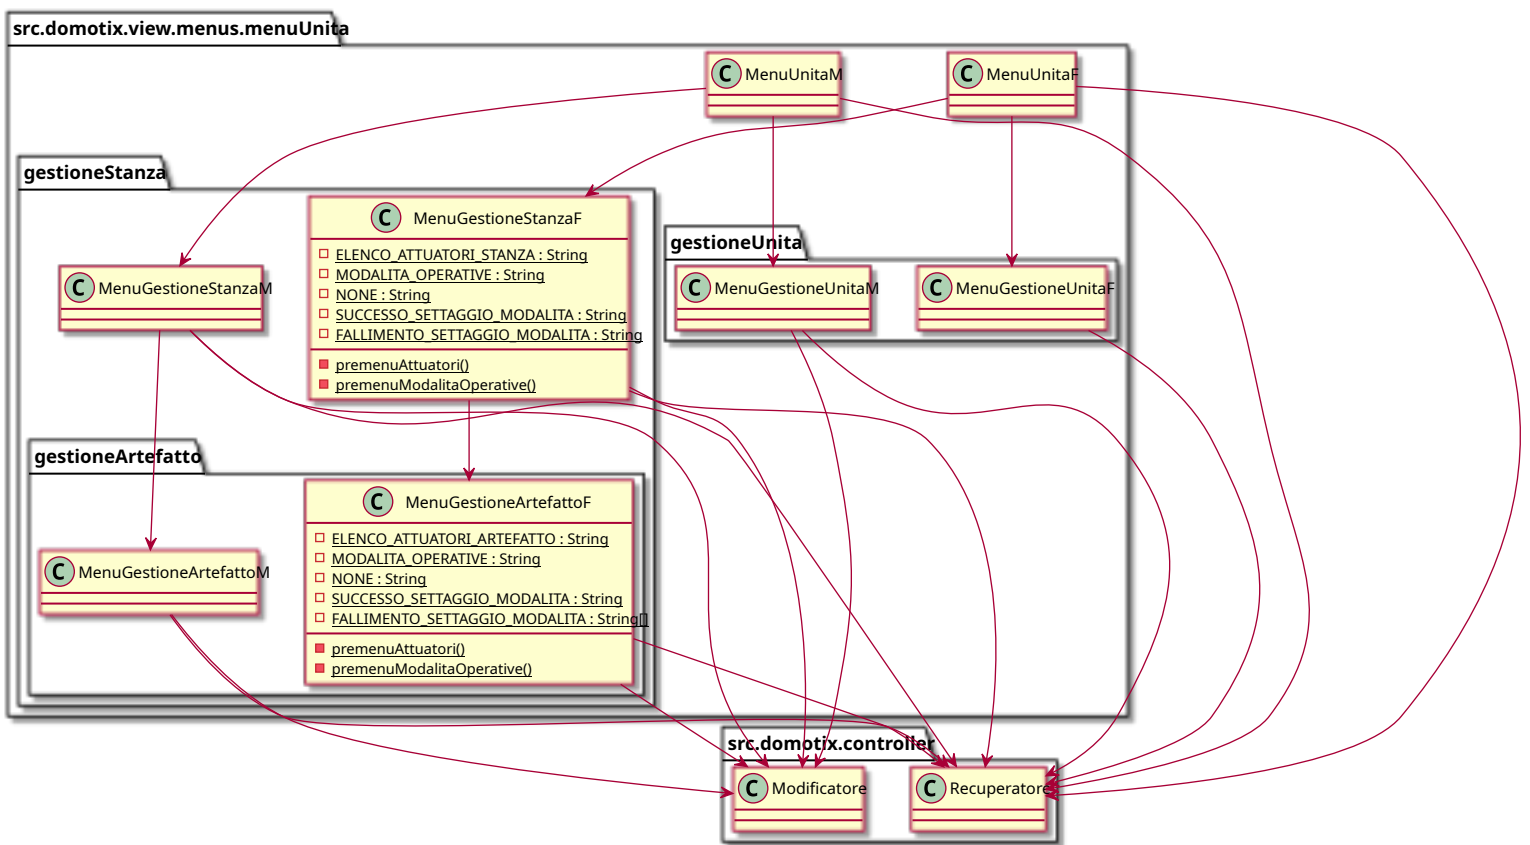 src.domotix.view.menus.menuUnita
C MenuUnitaM
C MenuUnitaF
gestioneStanza
C MenuGestioneStanzaF
ELENCO_ATTUATORI_STANZA : String
MODALITA_OPERATIVE : String
NONE : String
SUCCESSO_SETTAGGIO_MODALITA : String
FALLIMENTO_SETTAGGIO_MODALITA : String
premenuAttuatori()
premenuModalitaOperative()
C MenuGestioneStanzaM
gestioneUnita
C MenuGestioneUnitaM
C MenuGestioneUnitaF
gestioneArtefatto
C MenuGestioneArtefattoF
ELENCO_ATTUATORI_ARTEFATTO : String
MODALITA_OPERATIVE : String
NONE : String
SUCCESSO_SETTAGGIO_MODALITA : String
FALLIMENTO_SETTAGGIO_MODALITA : String[]
premenuAttuatori()
premenuModalitaOperative()
C MenuGestioneArtefattoM
src.domotix.controller
C Modificatore
C Recuperatore